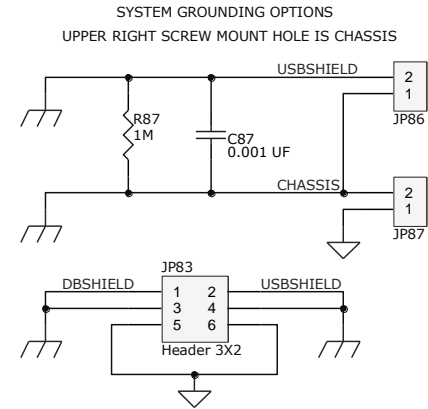 SYSTEM GROUNDING OPTIONS
UPPER RIGHT SCREW MOUNT HOLE IS CHASSIS
USBSHIELD
2
1
JP86
R87
1M
C87
0.001 UF
CHASSIS
2
1
JP87
JP83
DBSHIELD
1 2
USBSHIELD
3 4
5 6
Header 3X2